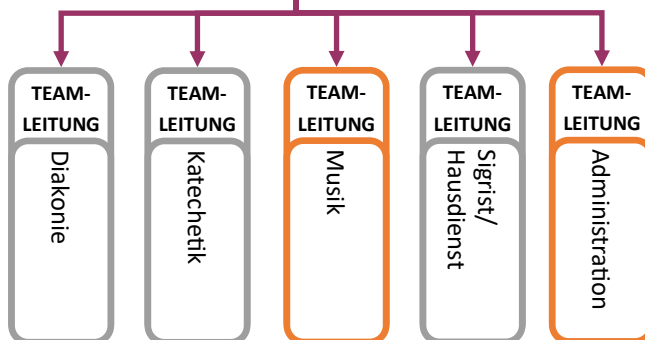 TEAM-
LEITUNG
Diakonie
TEAM-
LEITUNG
Katechetik
TEAM-
LEITUNG
Musik
TEAM-
LEITUNG
Sigrist/
Hausdienst
TEAM-
LEITUNG
Administration